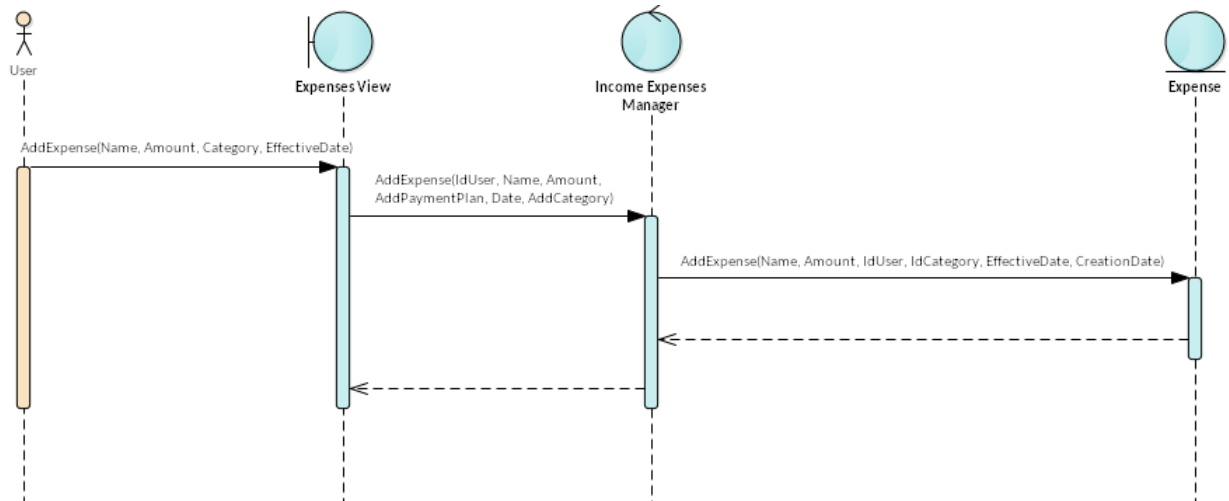 User
Expenses View
Income Expenses
Manager
Expense
AddExpense(Name, Amount, Category, EffectiveDate)
AddExpense(IdUser, Name, Amount,
AddPaymentPlan, Date, AddCategory)
AddExpense(Name, Amount, IdUser, IdCategory, EffectiveDate, CreationDate)